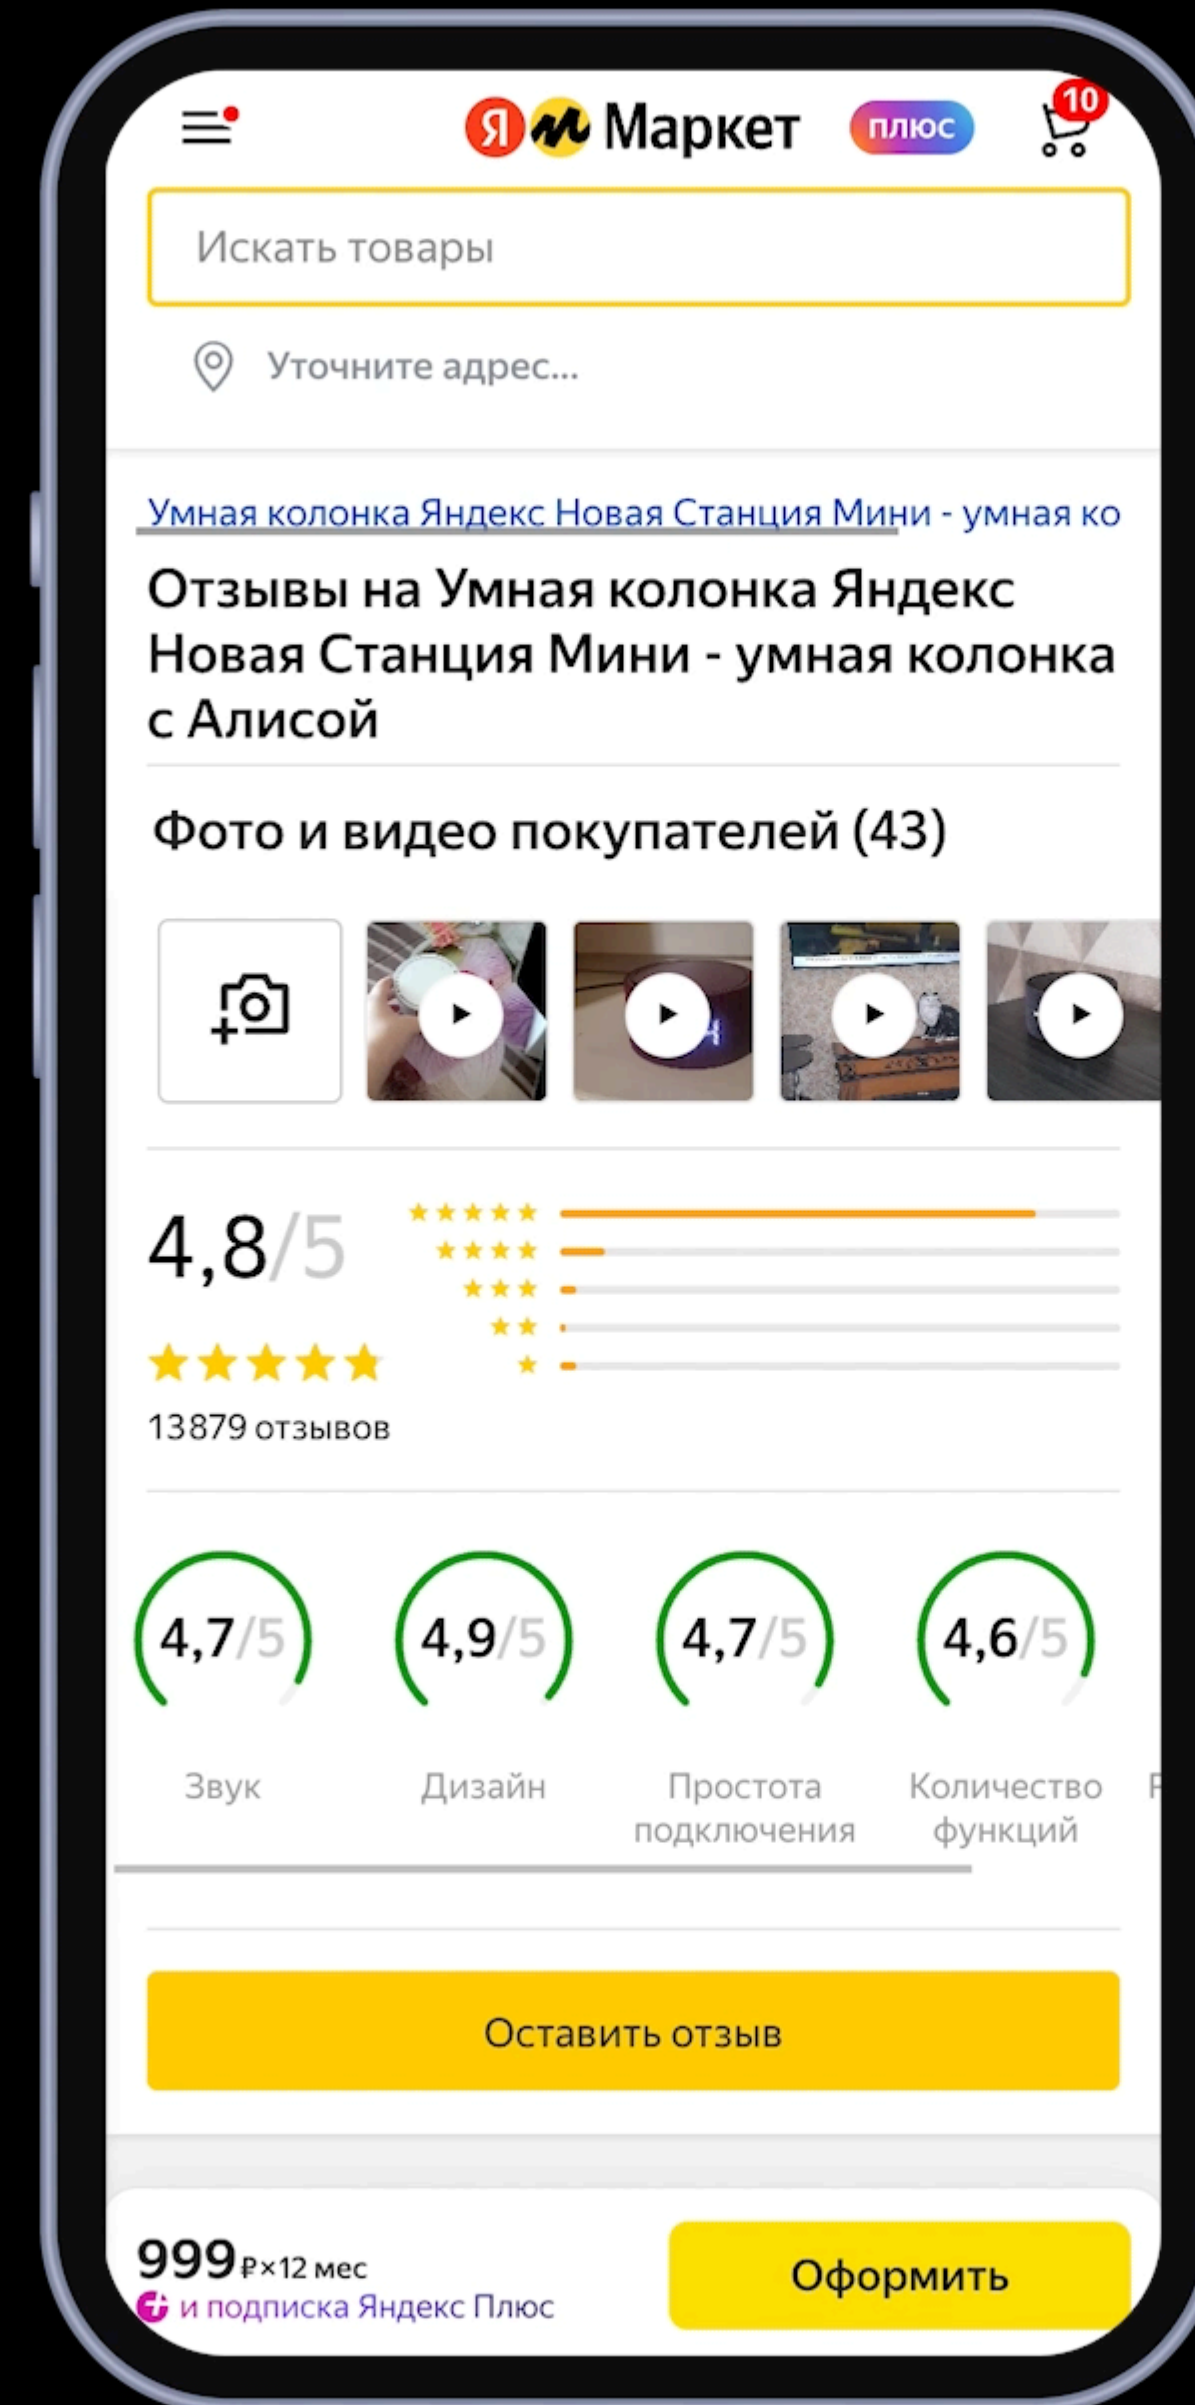 Я м Маркет плюс 10
Искать товары
Уточните адрес...
Умная колонка Яндекс Новая Станция Мини - умная ко
Отзывы на Умная колонка Яндекс
Новая Станция Мини - умная колонка
с Алисой
Фото и видео покупателей (43)
4,8/5
13879 отзывов
4,7/5 4,9/5 4,7/5 4,6/5
Звук Дизайн Простота Количество
подключения функций
Оставить отзыв
999 ₽×12 мес
и подписка Яндекс Плюс
Оформить